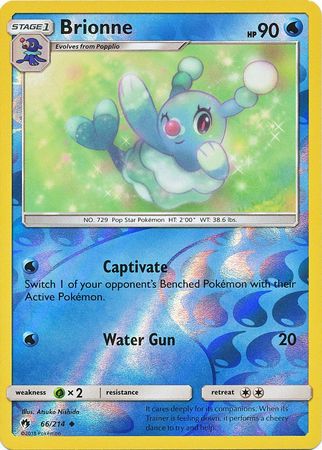 STAGE 1 Brionne HP 90
Evolves from Popplio
NO. 729 Pop Star Pokémon HT: 2'00" WT: 38.6 lbs.
Captivate
Switch 1 of your opponent's Benched Pokémon with their
Active Pokémon.
Water Gun 20
weakness × 2 resistance retreat
Illus. Atsuko Nishida
66/214
It cares deeply for its companions. When its
Trainer is feeling down, it performs a cheery
dance to try and help.
©2018 Pokémon